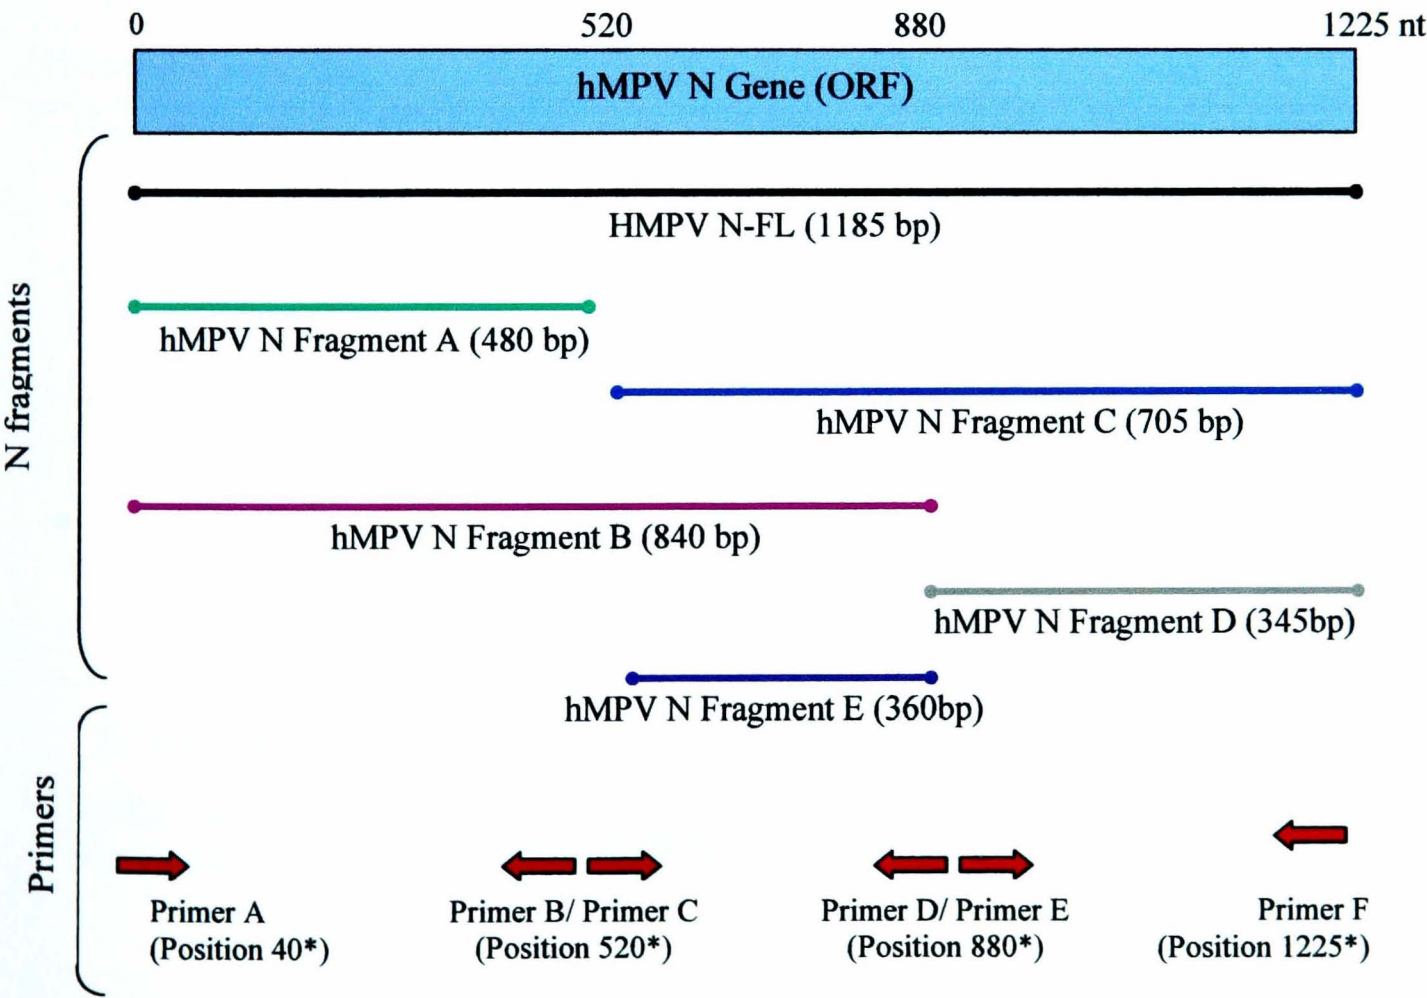 0 520 880 1225 nt
hMPV N Gene (ORF)
N fragments
HMPV N-FL (1185 bp)
hMPV N Fragment A (480 bp)
hMPV N Fragment C (705 bp)
hMPV N Fragment B (840 bp)
hMPV N Fragment D (345bp)
hMPV N Fragment E (360bp)
Primers
Primer A
(Position 40*)
Primer B/ Primer C
(Position 520*)
Primer D/ Primer E
(Position 880*)
Primer F
(Position 1225*)